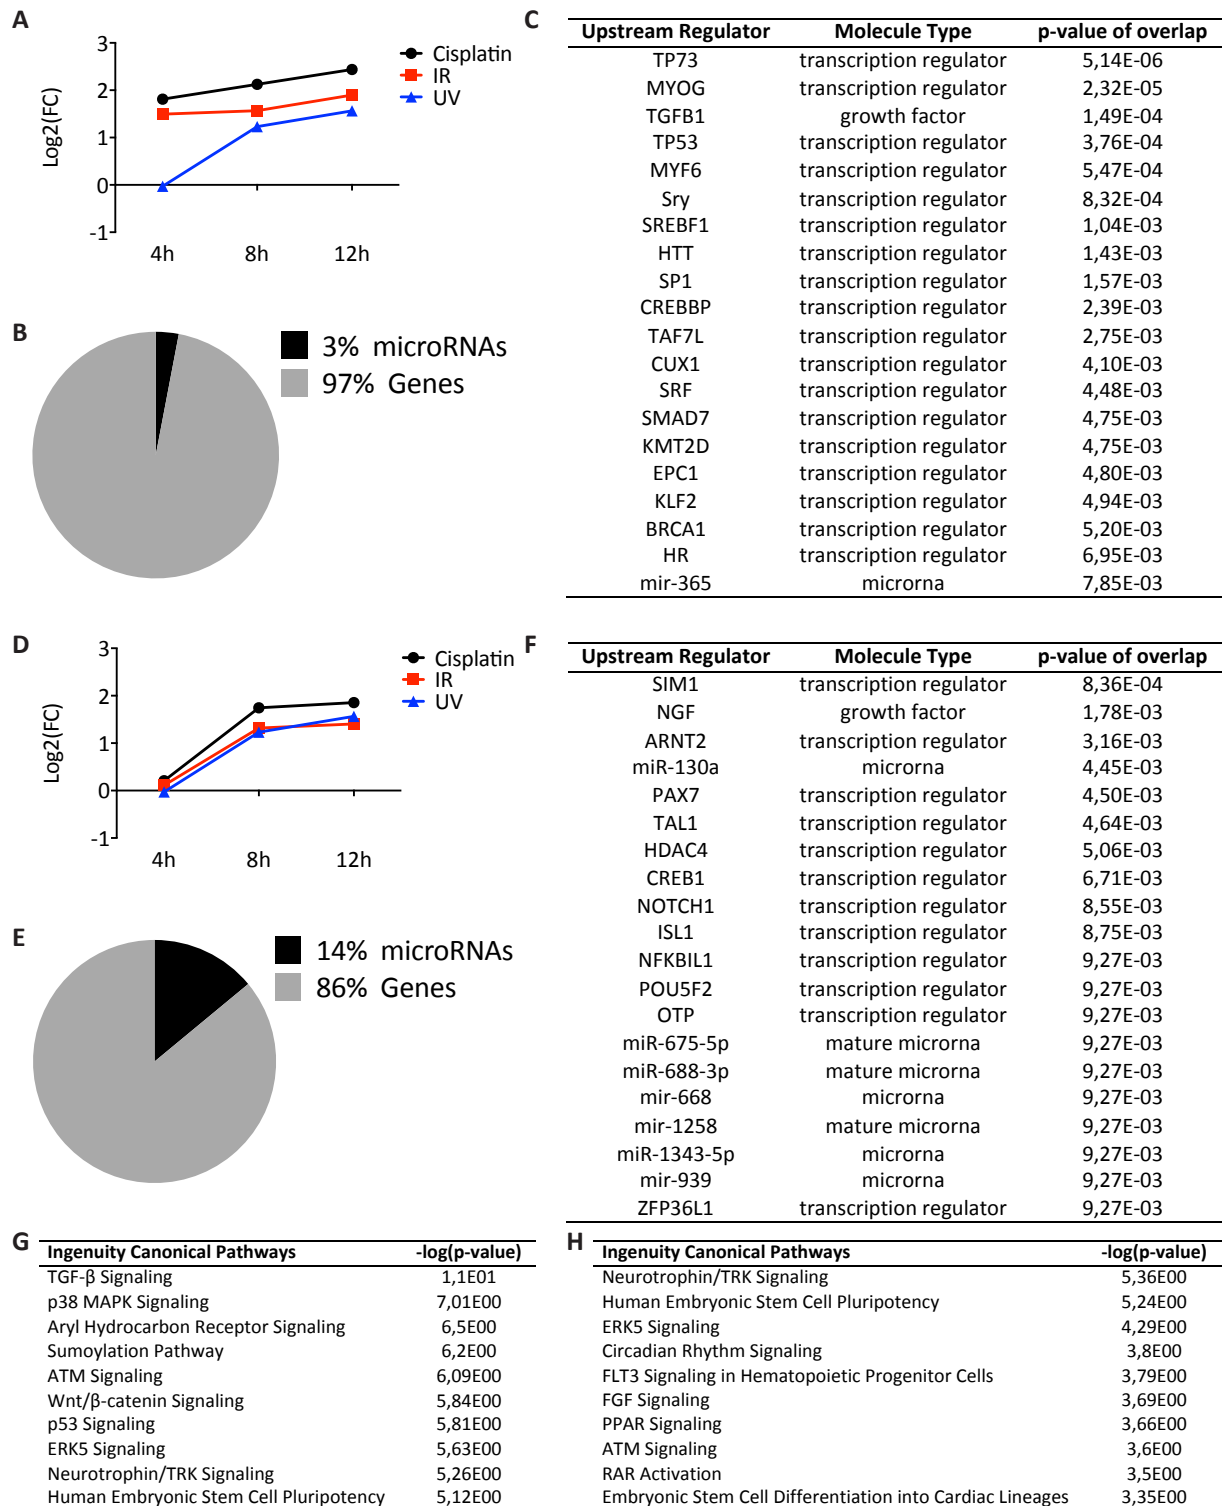 A
3
2
1
0
-1
Log2(FC)
4h 8h 12h
Cisplatin
IR
UV
B
3% microRNAs
97% Genes
C
Upstream Regulator Molecule Type p-value of overlap
TP73 transcription regulator 5,14E-06
MYOG transcription regulator 2,32E-05
TGFB1 growth factor 1,49E-04
TP53 transcription regulator 3,76E-04
MYF6 transcription regulator 5,47E-04
Sry transcription regulator 8,32E-04
SREBF1 transcription regulator 1,04E-03
HTT transcription regulator 1,43E-03
SP1 transcription regulator 1,57E-03
CREBBP transcription regulator 2,39E-03
TAF7L transcription regulator 2,75E-03
CUX1 transcription regulator 4,10E-03
SRF transcription regulator 4,48E-03
SMAD7 transcription regulator 4,75E-03
KMT2D transcription regulator 4,75E-03
EPC1 transcription regulator 4,80E-03
KLF2 transcription regulator 4,94E-03
BRCA1 transcription regulator 5,20E-03
HR transcription regulator 6,95E-03
mir-365 microrna 7,85E-03
D
3
2
1
0
-1
Log2(FC)
4h 8h 12h
Cisplatin
IR
UV
E
14% microRNAs
86% Genes
F
Upstream Regulator Molecule Type p-value of overlap
SIM1 transcription regulator 8,36E-04
NGF growth factor 1,78E-03
ARNT2 transcription regulator 3,16E-03
miR-130a microrna 4,45E-03
PAX7 transcription regulator 4,50E-03
TAL1 transcription regulator 4,64E-03
HDAC4 transcription regulator 5,06E-03
CREB1 transcription regulator 6,71E-03
NOTCH1 transcription regulator 8,55E-03
ISL1 transcription regulator 8,75E-03
NFKBIL1 transcription regulator 9,27E-03
POU5F2 transcription regulator 9,27E-03
OTP transcription regulator 9,27E-03
miR-675-5p mature microrna 9,27E-03
miR-688-3p mature microrna 9,27E-03
mir-668 microrna 9,27E-03
mir-1258 mature microrna 9,27E-03
miR-1343-5p microrna 9,27E-03
mir-939 microrna 9,27E-03
ZFP36L1 transcription regulator 9,27E-03
G
Ingenuity Canonical Pathways -log(p-value)
TGF-β Signaling 1,1E01
p38 MAPK Signaling 7,01E00
Aryl Hydrocarbon Receptor Signaling 6,5E00
Sumoylation Pathway 6,2E00
ATM Signaling 6,09E00
Wnt/β-catenin Signaling 5,84E00
p53 Signaling 5,81E00
ERK5 Signaling 5,63E00
Neurotrophin/TRK Signaling 5,26E00
Human Embryonic Stem Cell Pluripotency 5,12E00
H
Ingenuity Canonical Pathways -log(p-value)
Neurotrophin/TRK Signaling 5,36E00
Human Embryonic Stem Cell Pluripotency 5,24E00
ERK5 Signaling 4,29E00
Circadian Rhythm Signaling 3,8E00
FLT3 Signaling in Hematopoietic Progenitor Cells 3,79E00
FGF Signaling 3,69E00
PPAR Signaling 3,66E00
ATM Signaling 3,6E00
RAR Activation 3,5E00
Embryonic Stem Cell Differentiation into Cardiac Lineages 3,35E00